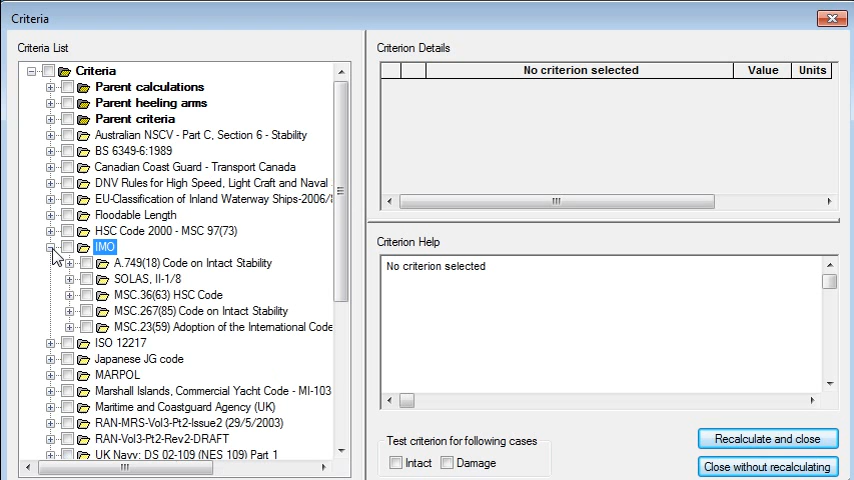 Criteria
Criteria List
Criteria
Parent calculations
Parent heeling arms
Parent criteria
Australian NSCV - Part C, Section 6 - Stability
BS 6349-6:1989
Canadian Coast Guard - Transport Canada
DNV Rules for High Speed, Light Craft and Naval
EU-Classification of Inland Waterway Ships-2006/
Floodable Length
HSC Code 2000 - MSC 97(73)
IMO
A.749(18) Code on Intact Stability
SOLAS, II-1/8
MSC.36(63) HSC Code
MSC.267(85) Code on Intact Stability
MSC.23(59) Adoption of the International Code
ISO 12217
Japanese JG code
MARPOL
Marshall Islands, Commercial Yacht Code - MI-103
Maritime and Coastguard Agency (UK)
RAN-MRS-Vol3-Pt2-Issue2 (29/5/2003)
RAN-Vol3-Pt2-Rev2-DRAFT
UK Navy: DS 02-109 (NES 109) Part 1
Criterion Details
No criterion selected Value Units
Criterion Help
No criterion selected
Test criterion for following cases
Intact Damage
Recalculate and close
Close without recalculating